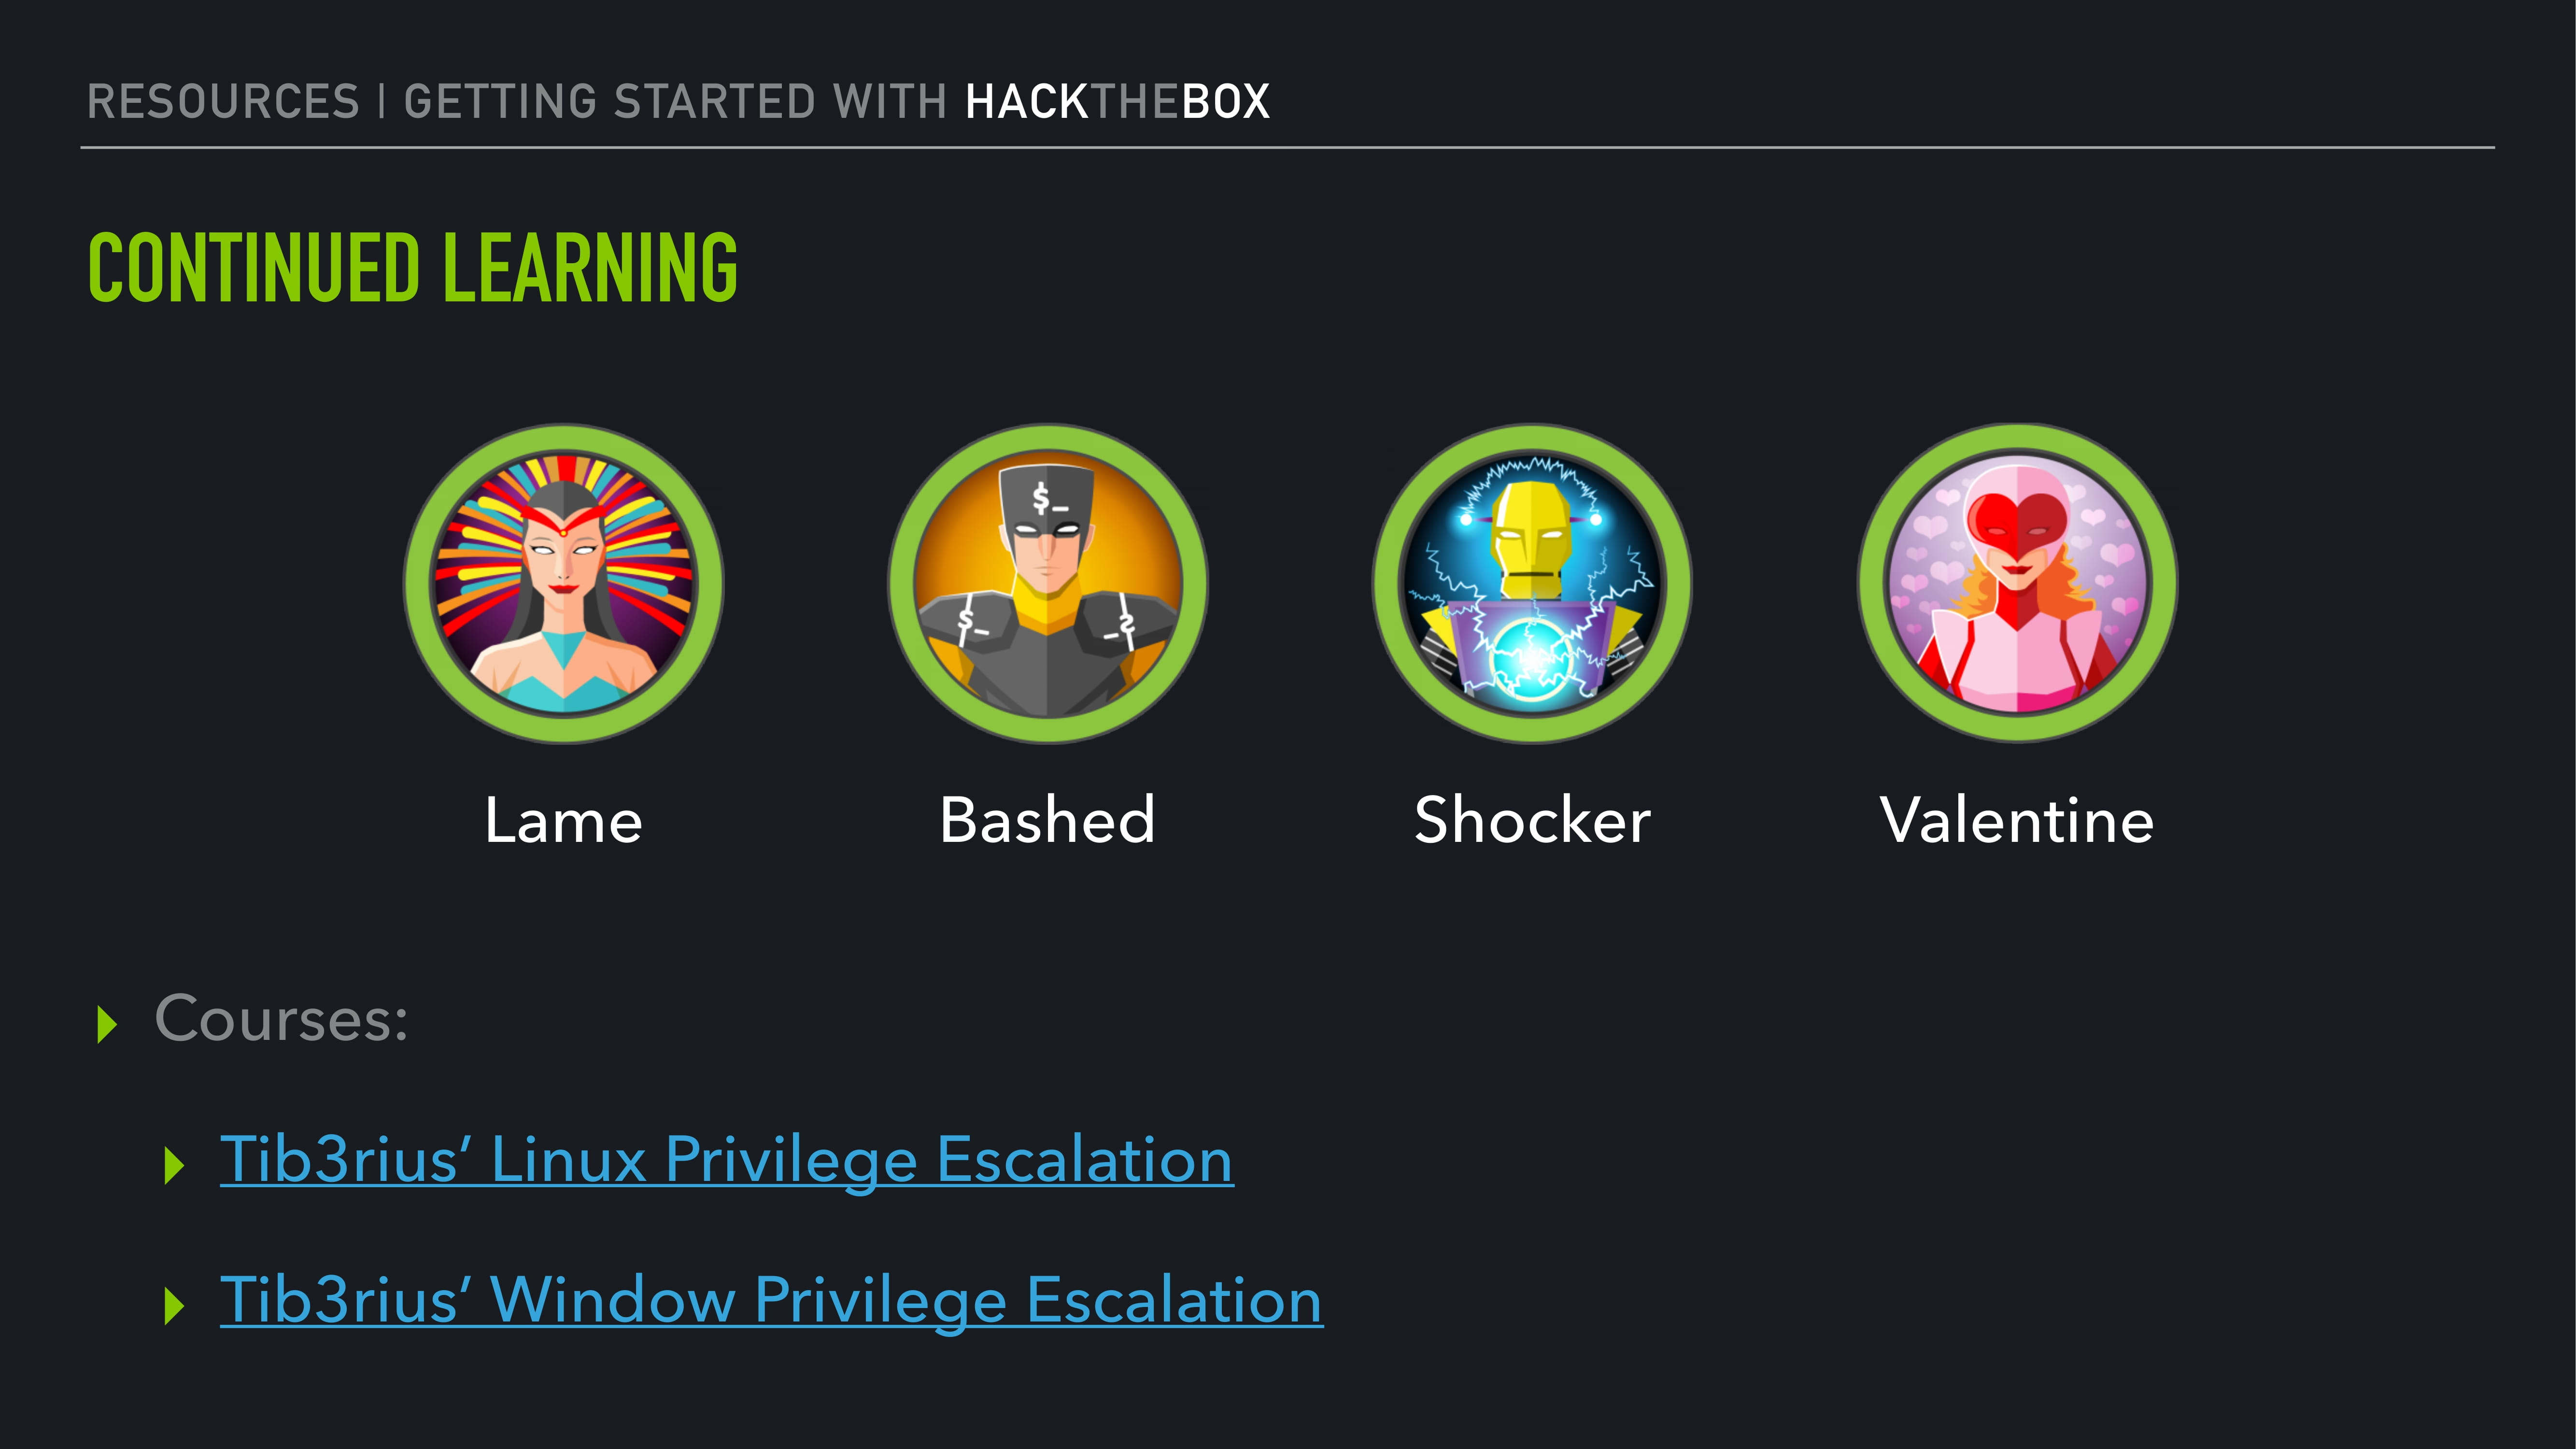 RESOURCES | GETTING STARTED WITH HACKTHEBOX
CONTINUED LEARNING
$_
$_ $_
Lame Bashed Shocker Valentine
Courses:
Tib3rius’ Linux Privilege Escalation
Tib3rius’ Window Privilege Escalation